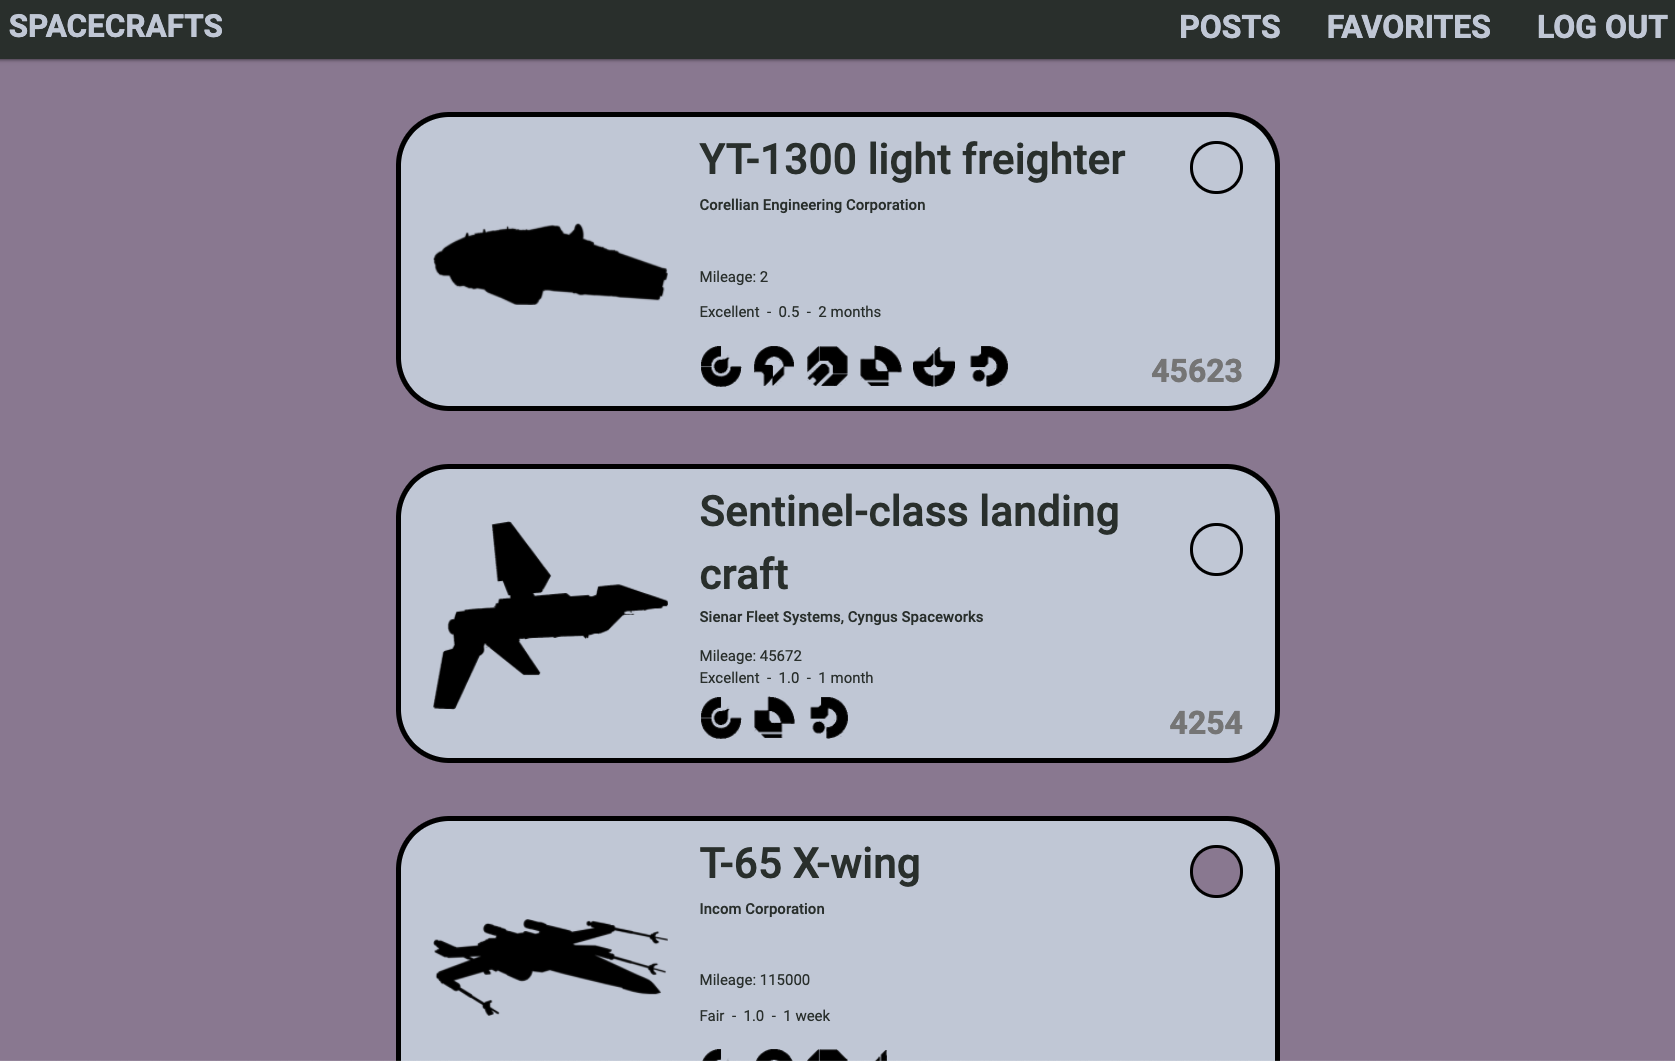 SPACECRAFTS
POSTS FAVORITES LOG OUT
YT-1300 light freighter
Corellian Engineering Corporation
Mileage: 2
Excellent - 0.5 - 2 months
45623
Sentinel-class landing
craft
Sienar Fleet Systems, Cyngus Spaceworks
Mileage: 45672
Excellent - 1.0 - 1 month
4254
T-65 X-wing
Incom Corporation
Mileage: 115000
Fair - 1.0 - 1 week